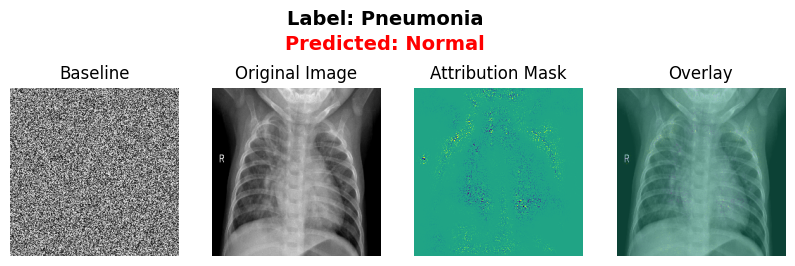 Label: Pneumonia
Predicted: Normal
Baseline
Original Image
Attribution Mask
Overlay
R
R